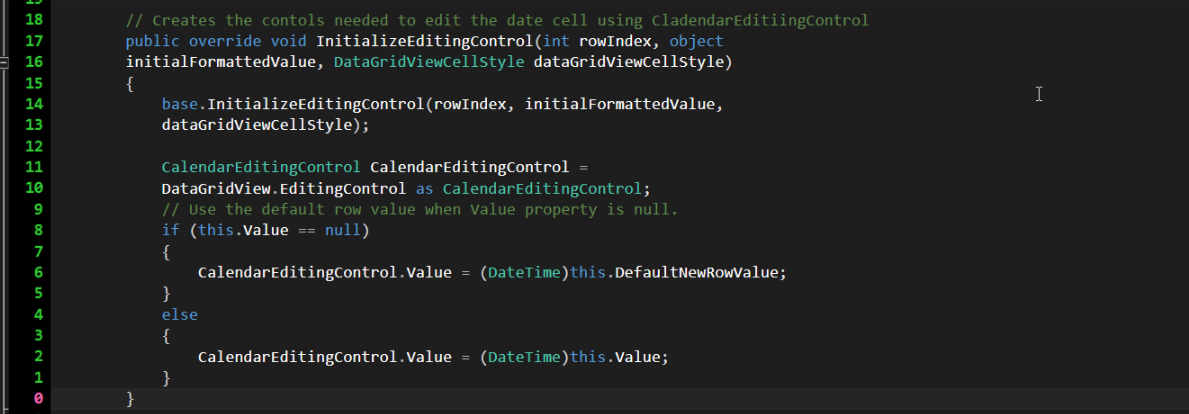 18 // Creates the contols needed to edit the date cell using CladendarEditiingControl
17 public override void InitializeEditingControl(int rowIndex, object
16 initialFormattedValue, DataGridViewCellStyle dataGridViewCellStyle)
15 {
14 base.InitializeEditingControl(rowIndex, initialFormattedValue,
13 dataGridViewCellStyle);
12
11 CalendarEditingControl CalendarEditingControl =
10 DataGridView.EditingControl as CalendarEditingControl;
9 // Use the default row value when Value property is null.
8 if (this.Value == null)
7 {
6 CalendarEditingControl.Value = (DateTime)this.DefaultNewRowValue;
5 }
4 else
3 {
2 CalendarEditingControl.Value = (DateTime)this.Value;
1 }
0 }